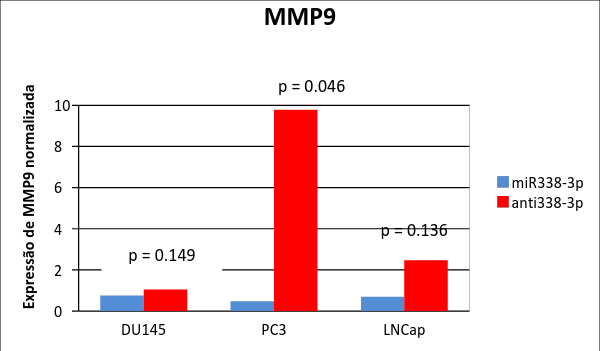 MMP9
Expressão de MMP9 normalizada
p = 0.046
10
8
6
4
2
0
p = 0.149
p = 0.136
DU145
PC3
LNCap
miR338-3p
anti338-3p